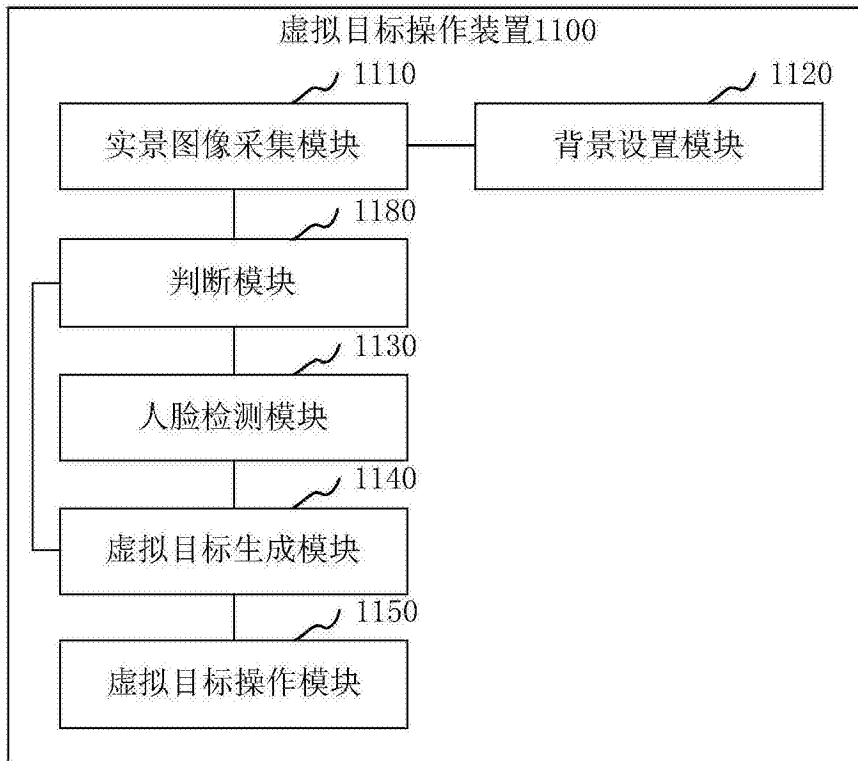 虚拟目标操作装置1100
1110
1120
实景图像采集模块
背景设置模块
1180
判断模块
1130
人脸检测模块
1140
虚拟目标生成模块
1150
虚拟目标操作模块